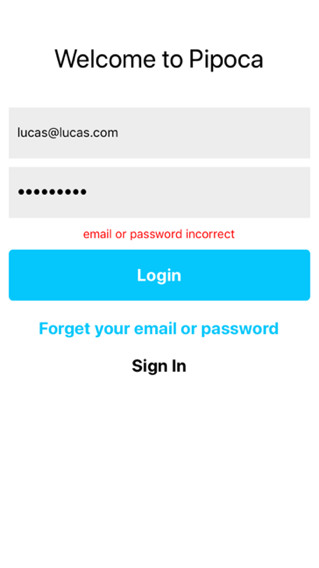 Welcome to Pipoca
lucas@lucas.com
•••••••••
email or password incorrect
Login
Forget your email or password
Sign In